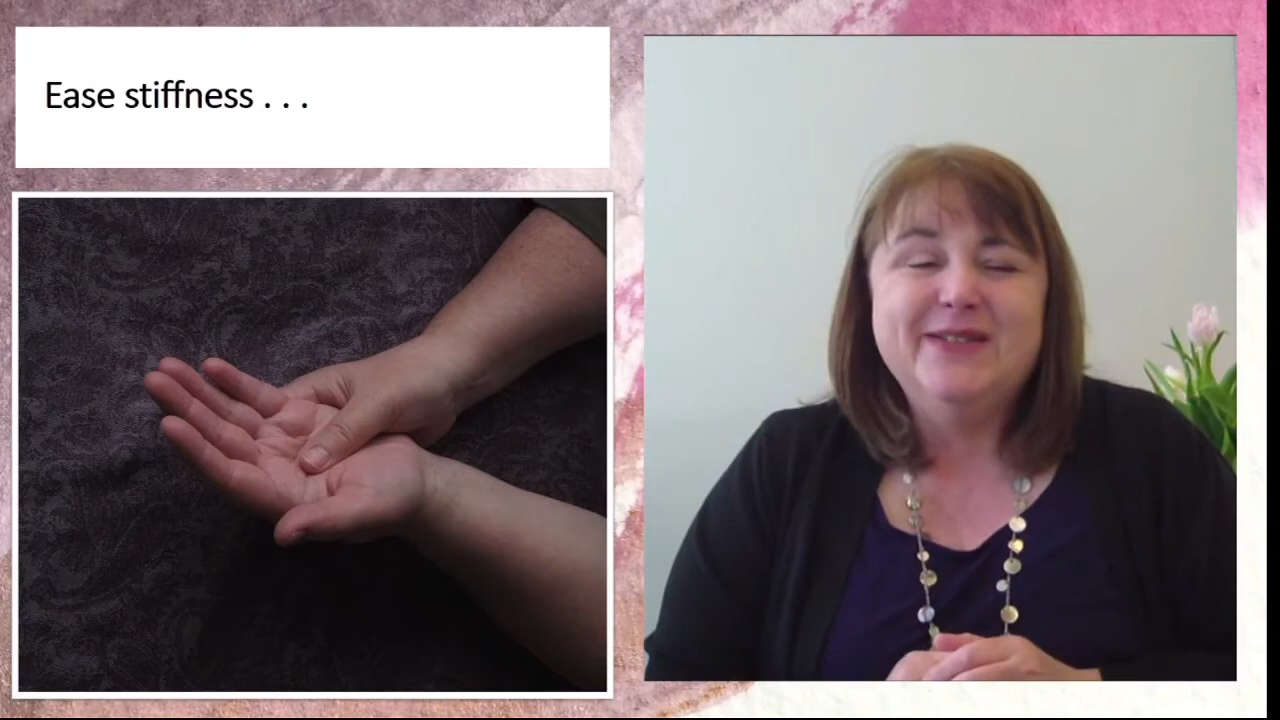 Ease stiffness . . .